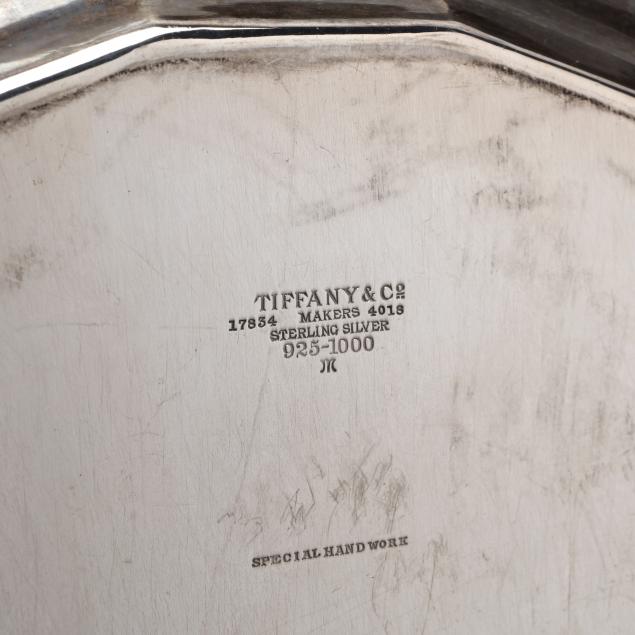 TIFFANY & Cº
17834 MAKERS 4018
STERLING SILVER
925-1000
M
SPECIAL HAND WORK